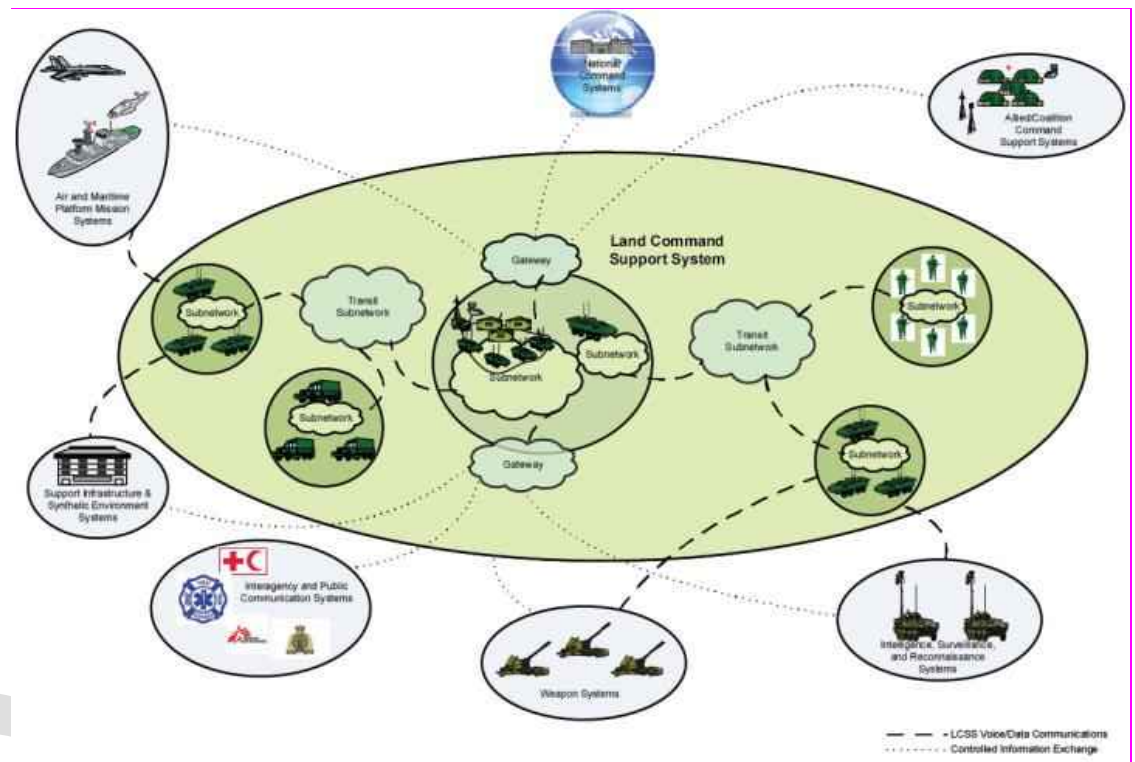 National
Command
Systems
Allied/Coalition
Command
Support Systems
Air and Maritime
Platform Mission
Systems
Land Command
Support System
Gateway
Subnetwork
Transit
Subnetwork
Subnetwork
Transit
Subnetwork
Subnetwork
Subnetwork
Subnetwork
Subnetwork
Gateway
Support Infrastructure &
Synthetic Environment
Systems
Interagency and Public
Communication Systems
Weapon Systems
Intelligence, Surveillance,
and Reconnaissance
Systems
LCSS Voice/Data Communications
Controlled Information Exchange